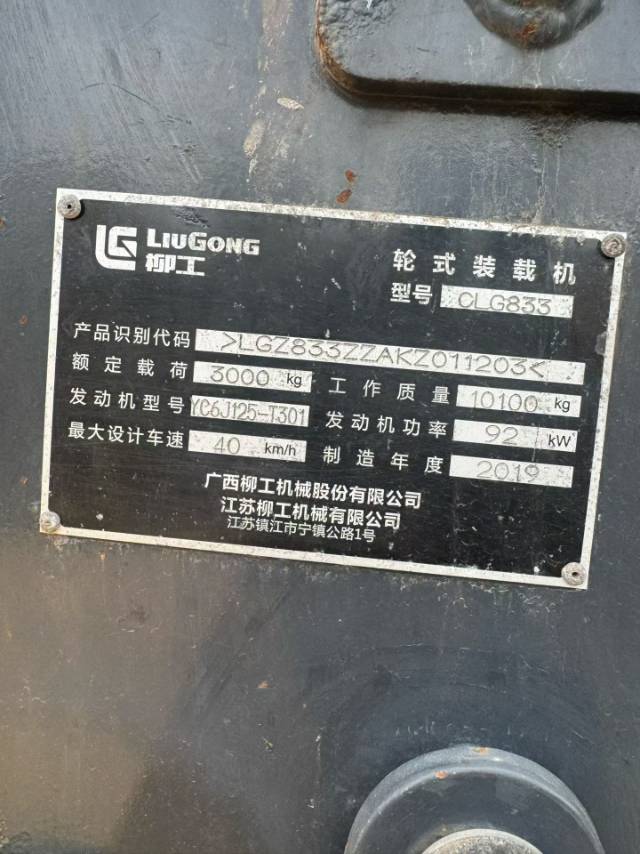 LIUGONG
柳工
轮式装载机
型号 CLG833
产品识别代码 >LGZ833ZZAKZ011203<
额定载荷 3000 kg 工作质量 10100 kg
发动机型号 YC6J125-T301 发动机功率 92 kW
最大设计车速 40 km/h 制造年度 2019
广西柳工机械股份有限公司
江苏柳工机械有限公司
江苏镇江市宁镇公路1号